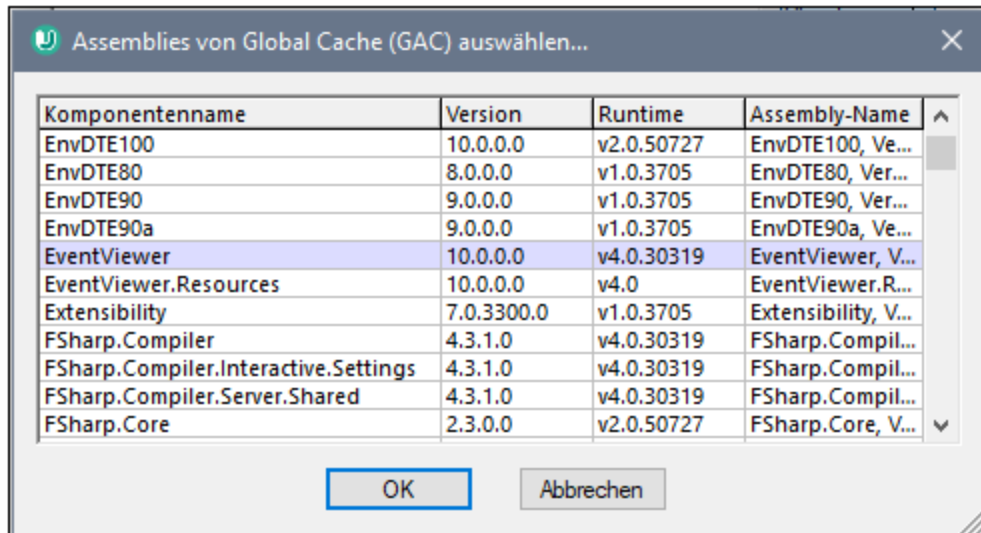 Assemblies von Global Cache (GAC) auswählen...
Komponentenname Version Runtime Assembly-Name
EnvDTE100 10.0.0.0 v2.0.50727 EnvDTE100, Ve...
EnvDTE80 8.0.0.0 v1.0.3705 EnvDTE80, Ver...
EnvDTE90 9.0.0.0 v1.0.3705 EnvDTE90, Ver...
EnvDTE90a 9.0.0.0 v1.0.3705 EnvDTE90a, Ve...
EventViewer 10.0.0.0 v4.0.30319 EventViewer, V...
EventViewer.Resources 10.0.0.0 v4.0 EventViewer.R...
Extensibility 7.0.3300.0 v1.0.3705 Extensibility, V...
FSharp.Compiler 4.3.1.0 v4.0.30319 FSharp.Compil...
FSharp.Compiler.Interactive.Settings 4.3.1.0 v4.0.30319 FSharp.Compil...
FSharp.Compiler.Server.Shared 4.3.1.0 v4.0.30319 FSharp.Compil...
FSharp.Core 2.3.0.0 v2.0.50727 FSharp.Core, V...
OK Abbrechen